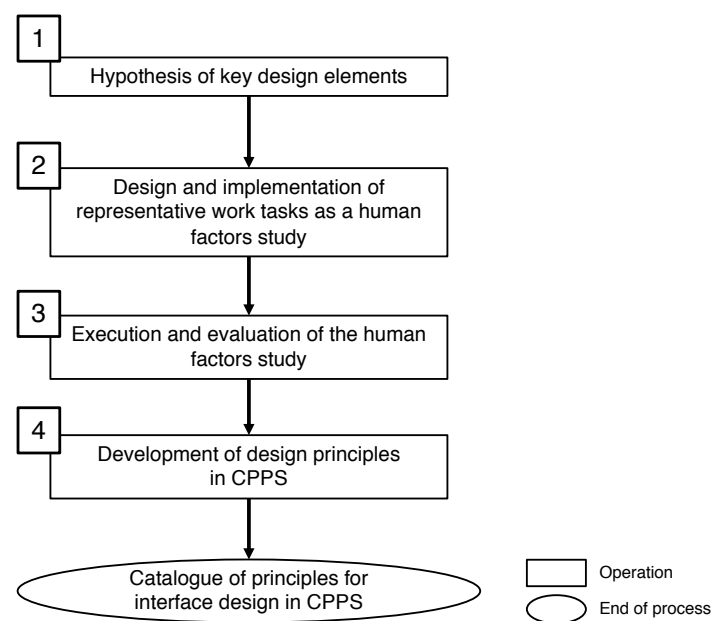 1
Hypothesis of key design elements
2
Design and implementation of
representative work tasks as a human
factors study
3
Execution and evaluation of the human
factors study
4
Development of design principles
in CPPS
Catalogue of principles for
interface design in CPPS
Operation
End of process